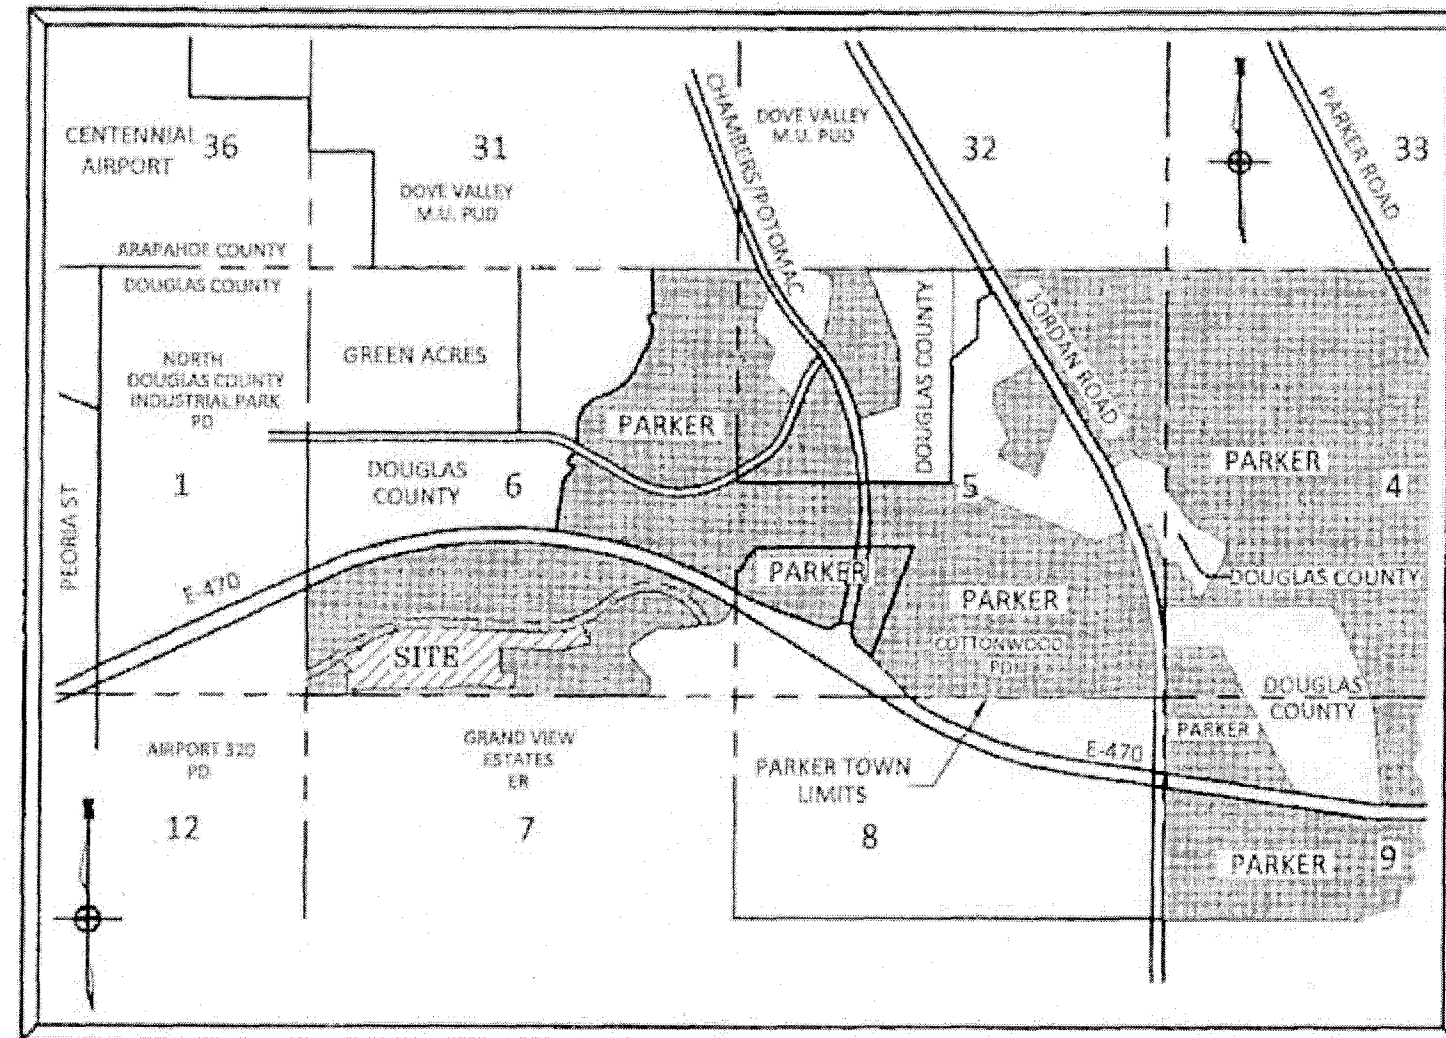 CENTENNIAL
AIRPORT
36
31
DOVE VALLEY
M.U. PUD
CHAMBERS/POTOMAC
DOVE VALLEY
M.U. PUD
32
PARKER ROAD
33
ARAPAHOE COUNTY
DOUGLAS COUNTY
NORTH
DOUGLAS COUNTY
INDUSTRIAL PARK
PD
GREEN ACRES
PARKER
DOUGLAS COUNTY
JORDAN ROAD
PARKER
1
DOUGLAS
COUNTY
6
5
4
PEORIA ST
E-470
PARKER
PARKER
COTTONWOOD
PD
DOUGLAS COUNTY
SITE
DOUGLAS
COUNTY
PARKER
AIRPORT 320
PD
GRAND VIEW
ESTATES
ER
PARKER TOWN
LIMITS
E-470
12
7
8
PARKER
9